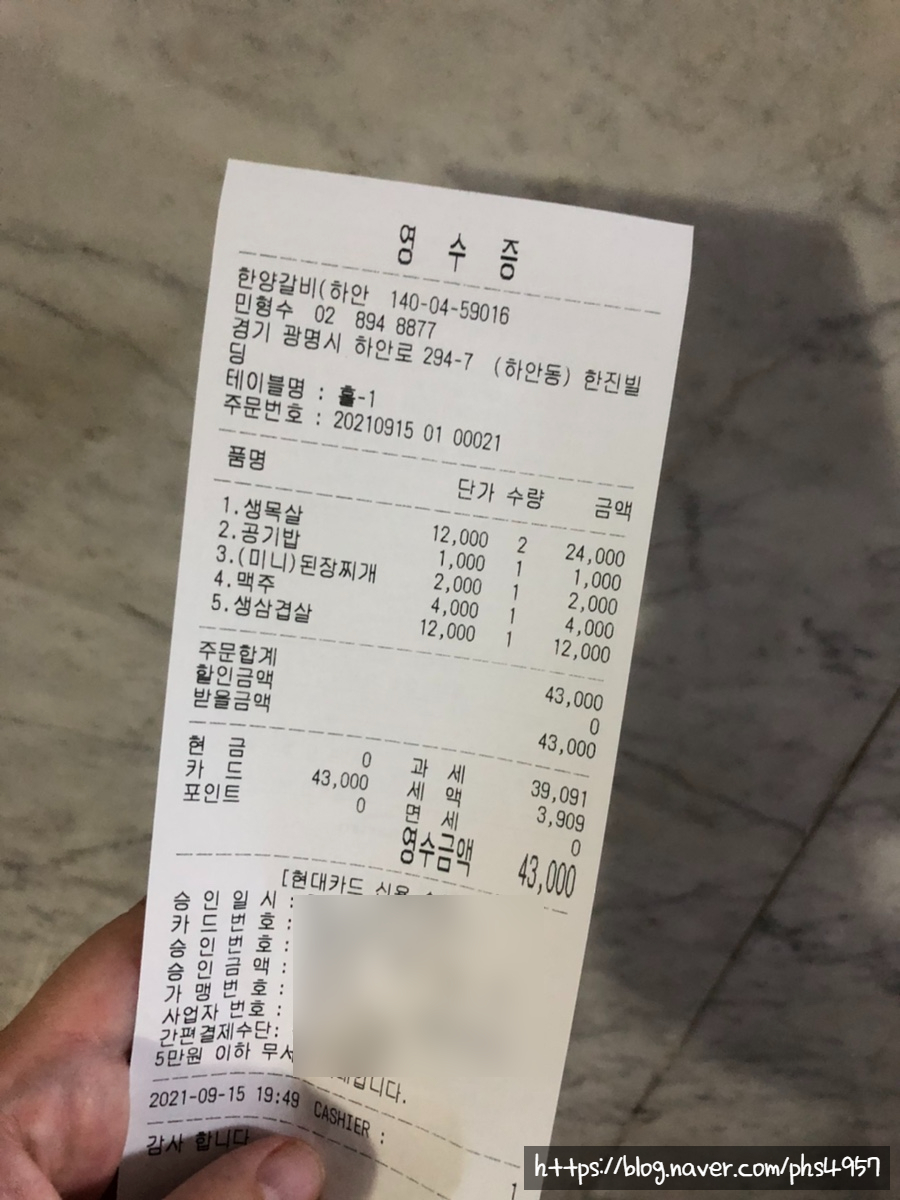 영 수 증
한양갈비(하안 140-04-59016
민형수 02 894 8877
경기 광명시 하안로 294-7 (하안동) 한진빌
딩
테이블명 : 홀-1
주문번호 : 20210915 01 00021
품명 단가 수량 금액
1.생목살 12,000 2 24,000
2.공기밥 1,000 1 1,000
3.(미니)된장찌개 2,000 1 2,000
4.맥주 4,000 1 4,000
5.생삼겹살 12,000 1 12,000
주문합계 43,000
할인금액 0
받을금액 43,000
현 금 0 과 세 39,091
카 드 43,000 세 액 3,909
포인트 0 면 세 0
영수금액 43,000
[현대카드 신용
승 인 일 시 :
카 드 번 호 :
승 인 번 호 :
승 인 금 액 :
가 맹 번 호 :
사업자 번호 :
간편결제수단:
5만원 이하 무서
입니다.
2021-09-15 19:49 CASHIER :
감사 합니다
1
https://blog.naver.com/phs4957